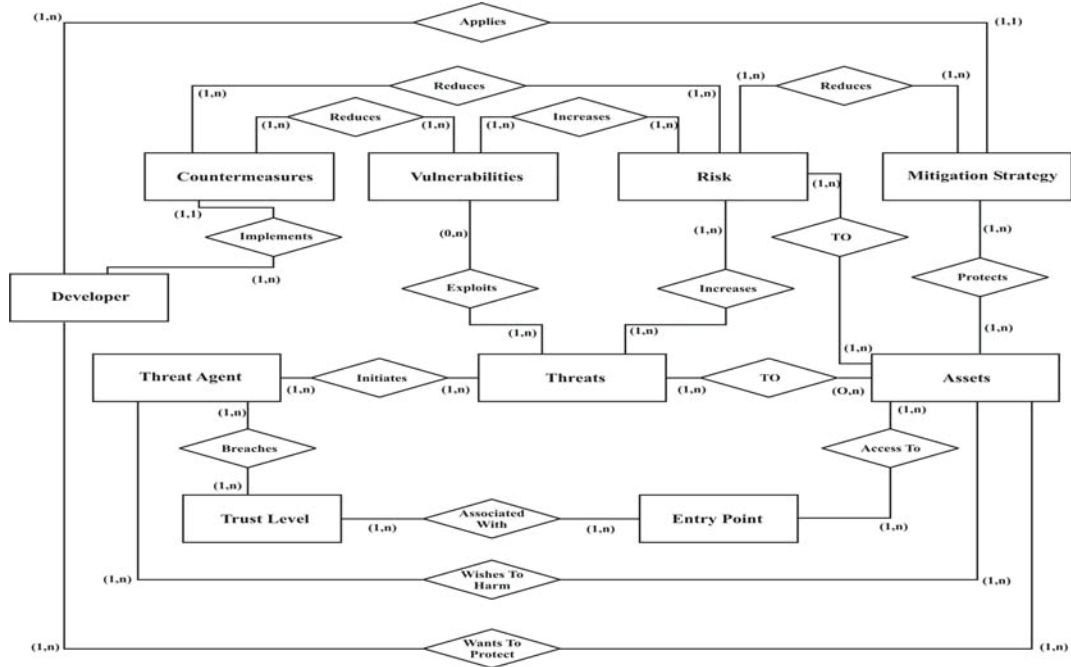 (1,n)
Applies
(1,1)
(1,n)
Reduces
(1,n)
(1,n)
Reduces
(1,n)
(1,n)
Reduces
(1,n)
(1,n)
Increases
(1,n)
Countermeasures
Vulnerabilities
Risk
Mitigation Strategy
(1,1)
Implements
(1,n)
(0,n)
(1,n)
(1,n)
TO
(1,n)
Developer
Exploits
Increases
Protects
(1,n)
(1,n)
(1,n)
(1,n)
Threat Agent
(1,n)
Initiates
(1,n)
Threats
(1,n)
TO
(O,n)
Assets
(1,n)
(1,n)
Breaches
Access To
(1,n)
Trust Level
(1,n)
Associated
With
(1,n)
Entry Point
(1,n)
(1,n)
Wishes To
Harm
(1,n)
(1,n)
Wants To
Protect
(1,n)